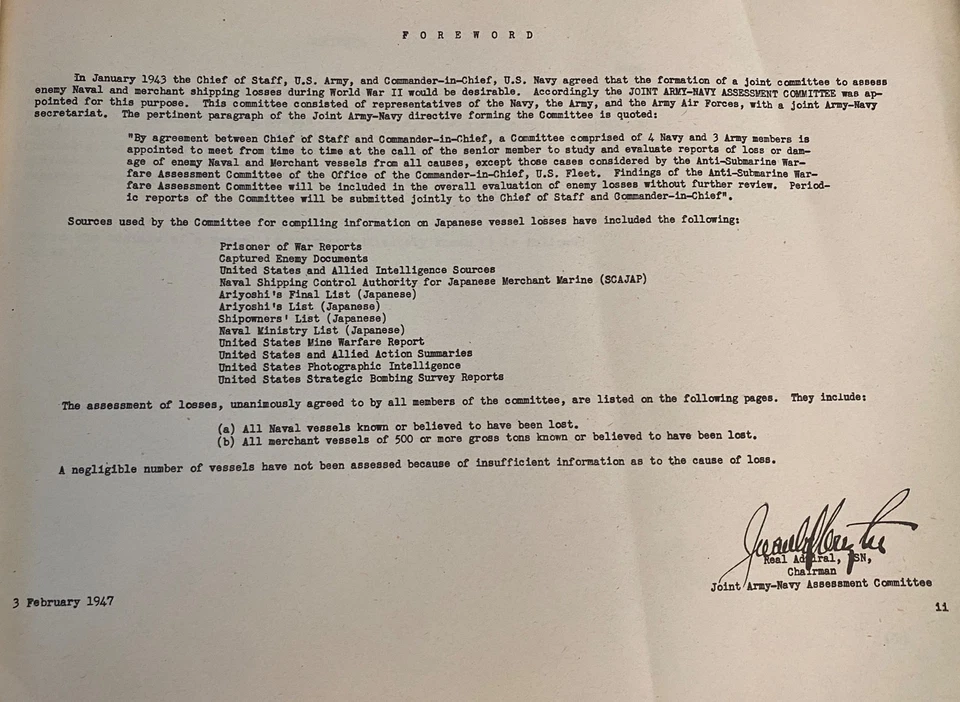 F O R E W O R D
In January 1943 the Chief of Staff, U.S. Army, and Commander-in-Chief, U.S. Navy agreed that the formation of a joint committee to assess
enemy Naval and merchant shipping losses during World War II would be desirable. Accordingly the JOINT ARMY-NAVY ASSESSMENT COMMITTEE was ap-
pointed for this purpose. This committee consisted of representatives of the Navy, the Army, and the Army Air Forces, with a joint Army-Navy
secretariat. The pertinent paragraph of the Joint Army-Navy directive forming the Committee is quoted:
"By agreement between Chief of Staff and Commander-in-Chief, a Committee comprised of 4 Navy and 3 Army members is
appointed to meet from time to time at the call of the senior member to study and evaluate reports of loss or dam-
age of enemy Naval and Merchant vessels from all causes, except those cases considered by the Anti-Submarine War-
fare Assessment Committee of the Office of the Commander-in-Chief, U.S. Fleet. Findings of the Anti-Submarine War-
fare Assessment Committee will be included in the overall evaluation of enemy losses without further review. Period-
ic reports of the Committee will be submitted jointly to the Chief of Staff and Commander-in-Chief".
Sources used by the Committee for compiling information on Japanese vessel losses have included the following:
Prisoner of War Reports
Captured Enemy Documents
United States and Allied Intelligence Sources
Naval Shipping Control Authority for Japanese Merchant Marine (SCAJAP)
Ariyoshi's Final List (Japanese)
Ariyoshi's List (Japanese)
Shipowners' List (Japanese)
Naval Ministry List (Japanese)
United States Mine Warfare Report
United States and Allied Action Summaries
United States Photographic Intelligence
United States Strategic Bombing Survey Reports
The assessment of losses, unanimously agreed to by all members of the committee, are listed on the following pages. They include:
(a) All Naval vessels known or believed to have been lost.
(b) All merchant vessels of 500 or more gross tons known or believed to have been lost.
A negligible number of vessels have not been assessed because of insufficient information as to the cause of loss.
Real Admiral, USN,
Chairman
Joint Army-Navy Assessment Committee
3 February 1947
ii